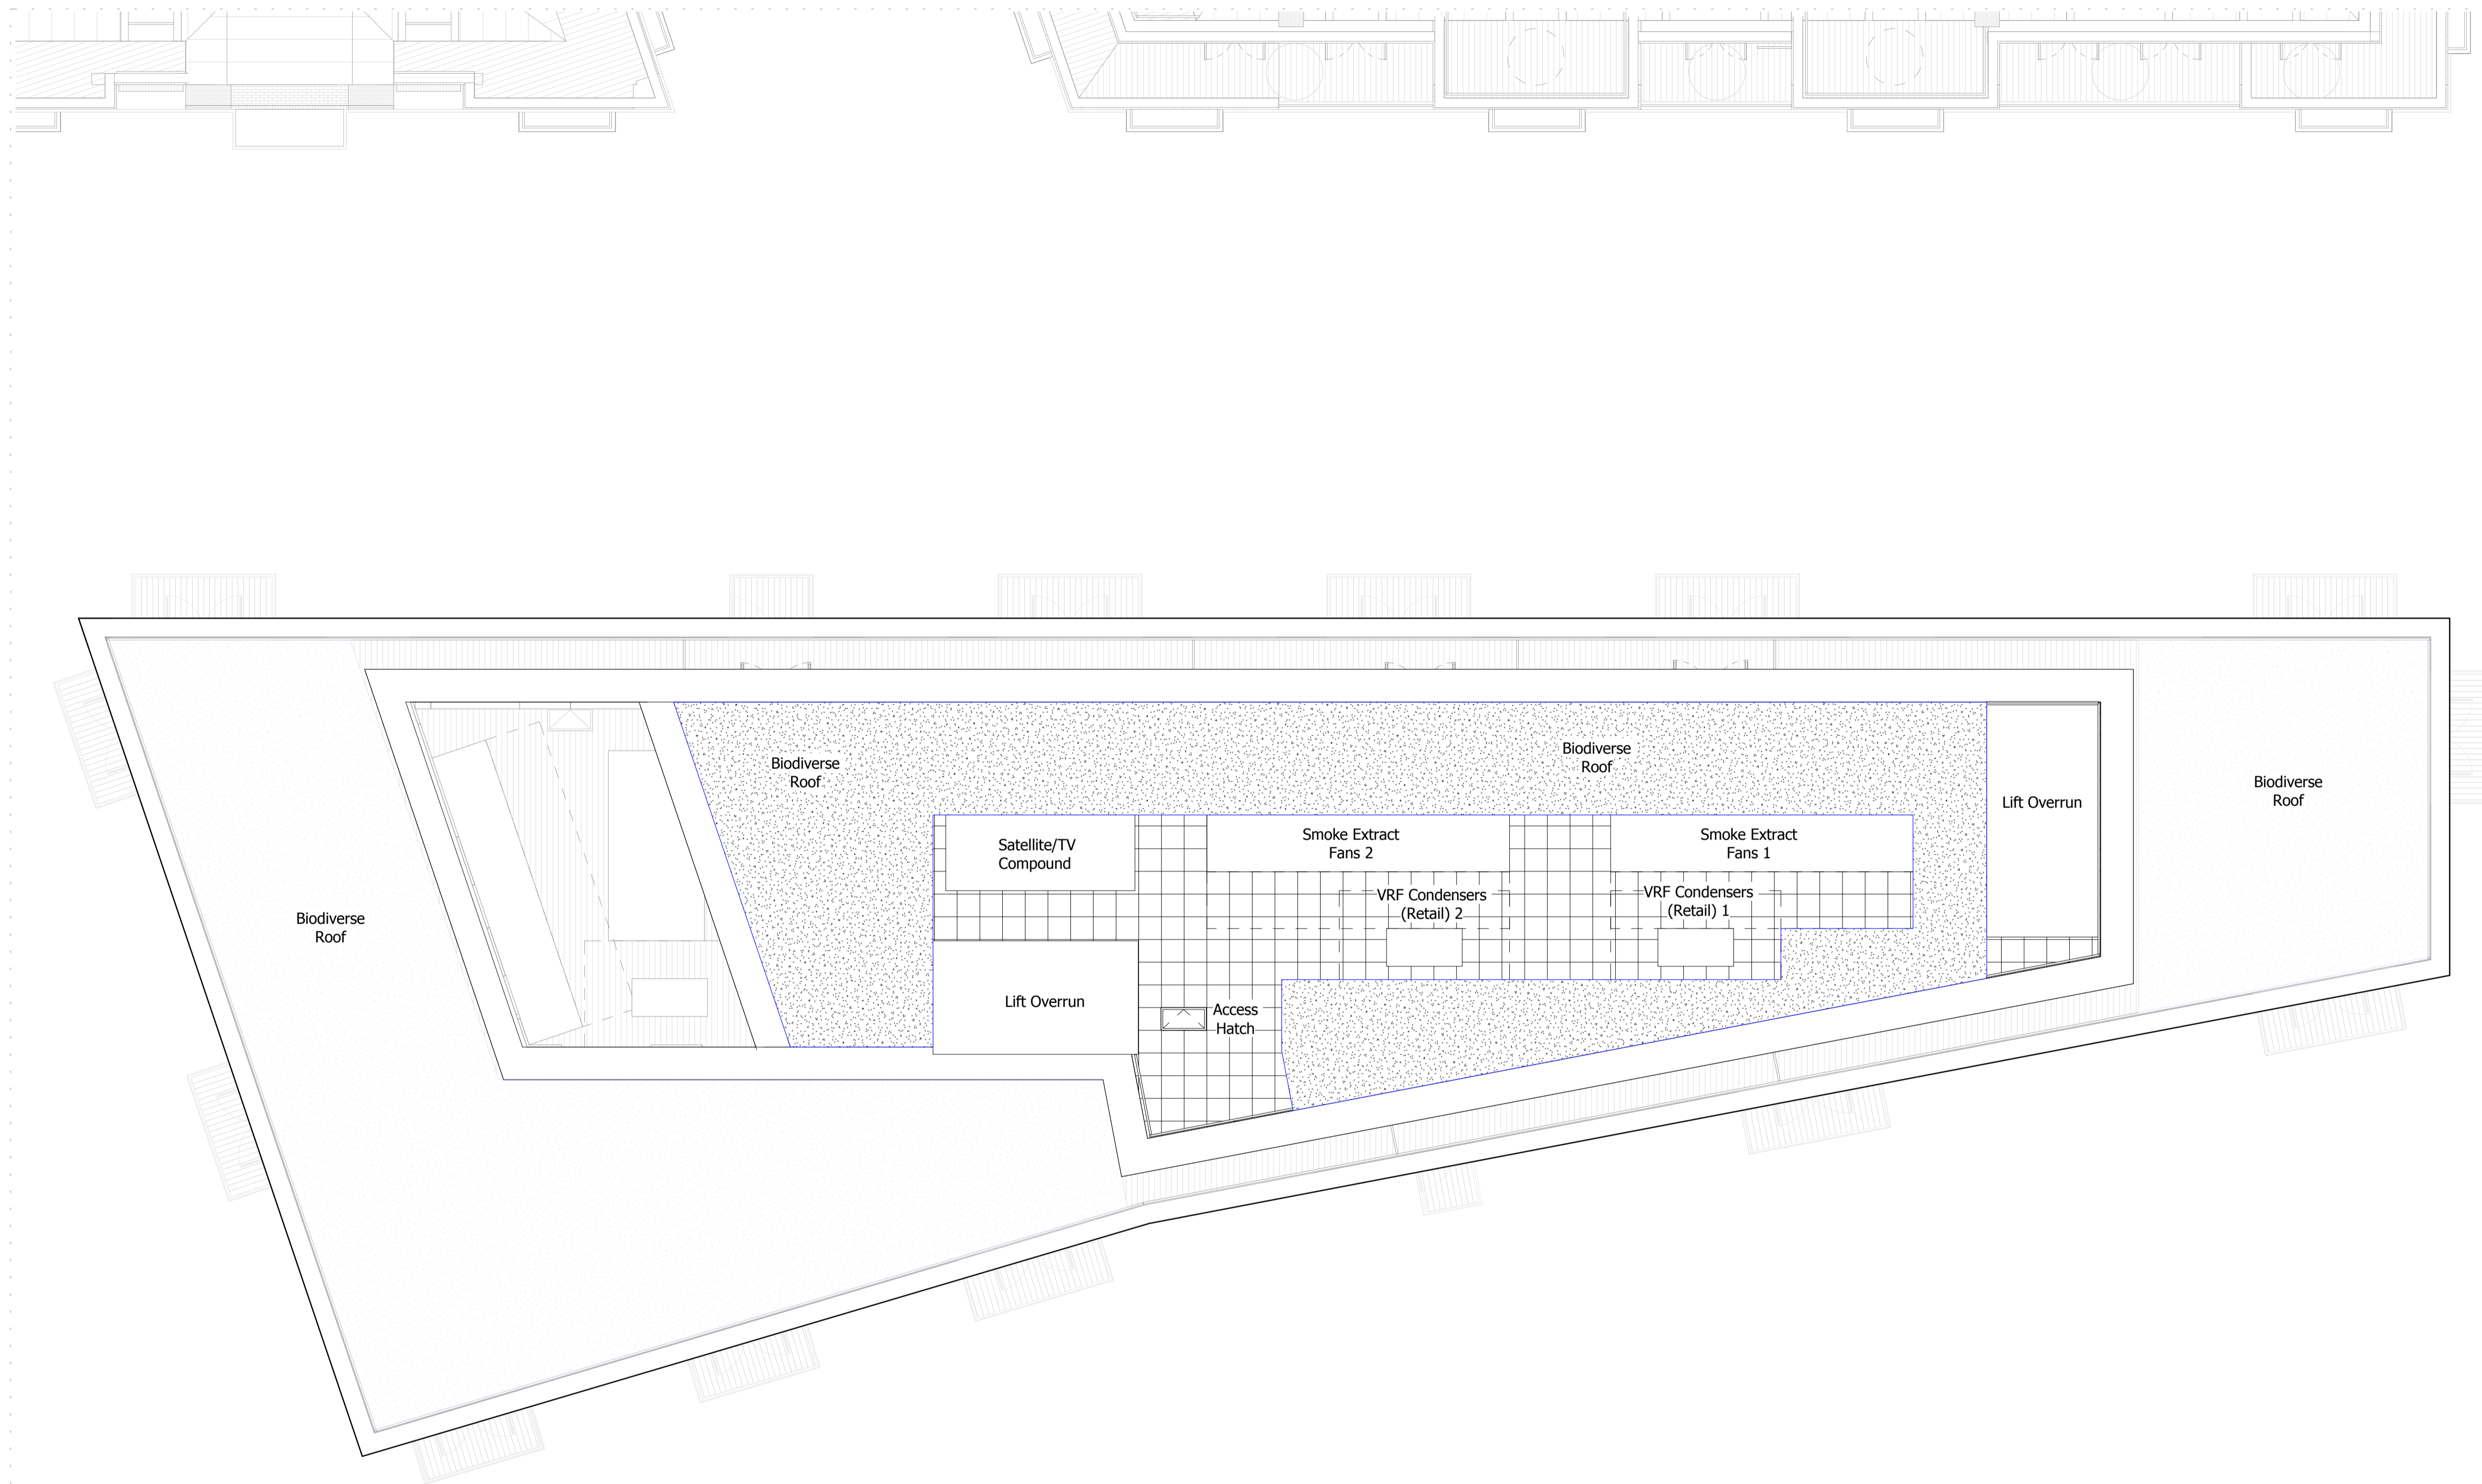 Biodiverse
Roof
Biodiverse
Roof
Biodiverse
Roof
Lift Overrun
Biodiverse
Roof
Satellite/TV
Compound
Smoke Extract
Fans 2
Smoke Extract
Fans 1
VRF Condensers
(Retail) 2
VRF Condensers
(Retail) 1
Lift Overrun
Access
Hatch